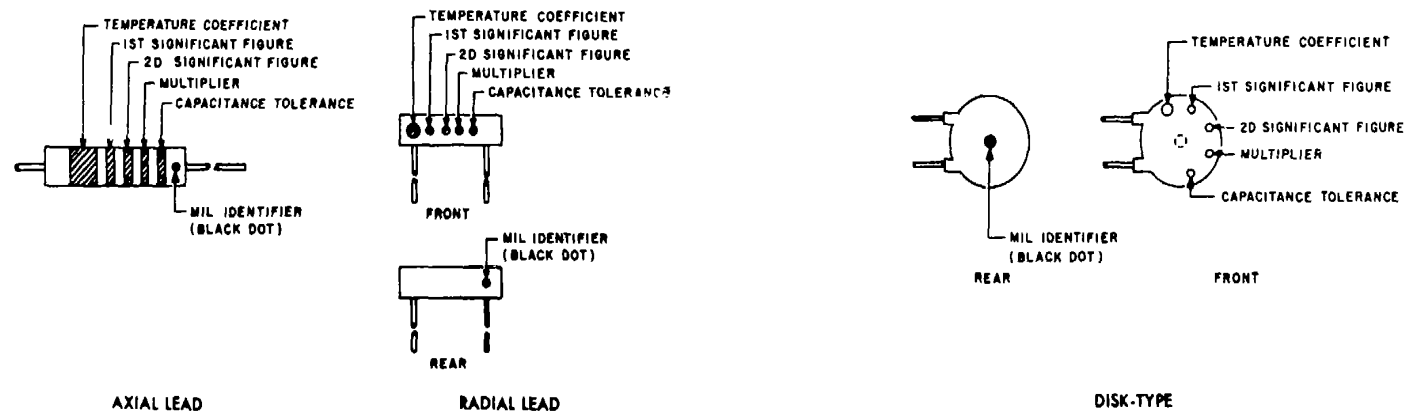 TEMPERATURE COEFFICIENT
1ST SIGNIFICANT FIGURE
2D SIGNIFICANT FIGURE
MULTIPLIER
CAPACITANCE TOLERANCE
MIL IDENTIFIER
(BLACK DOT)
AXIAL LEAD
TEMPERATURE COEFFICIENT
1ST SIGNIFICANT FIGURE
2D SIGNIFICANT FIGURE
MULTIPLIER
CAPACITANCE TOLERANCE
FRONT
MIL IDENTIFIER
(BLACK DOT)
REAR
RADIAL LEAD
MIL IDENTIFIER
(BLACK DOT)
REAR
TEMPERATURE COEFFICIENT
1ST SIGNIFICANT FIGURE
2D SIGNIFICANT FIGURE
MULTIPLIER
CAPACITANCE TOLERANCE
FRONT
DISK-TYPE